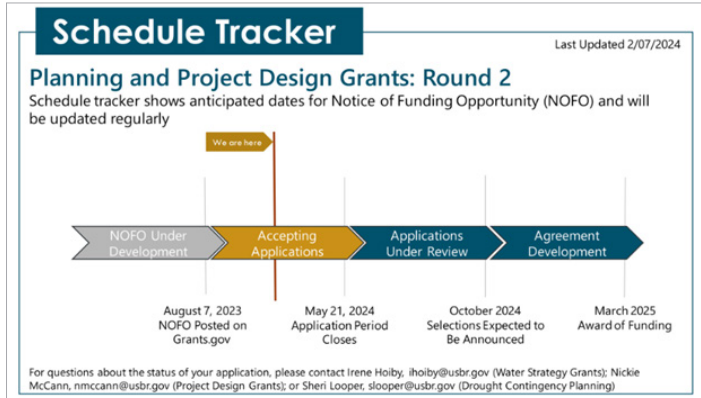 Schedule Tracker
Last Updated 2/07/2024
Planning and Project Design Grants: Round 2
Schedule tracker shows anticipated dates for Notice of Funding Opportunity (NOFO) and will
be updated regularly
We are here
NOFO Under
Development
Accepting
Applications
Applications
Under Review
Agreement
Development
August 7, 2023
NOFO Posted on
Grants.gov
May 21, 2024
Application Period
Closes
October 2024
Selections Expected to
Be Announced
March 2025
Award of Funding
For questions about the status of your application, please contact Irene Hoiby, ihoiby@usbr.gov (Water Strategy Grants); Nickie
McCann, nmccann@usbr.gov (Project Design Grants); or Sheri Looper, slooper@usbr.gov (Drought Contingency Planning)